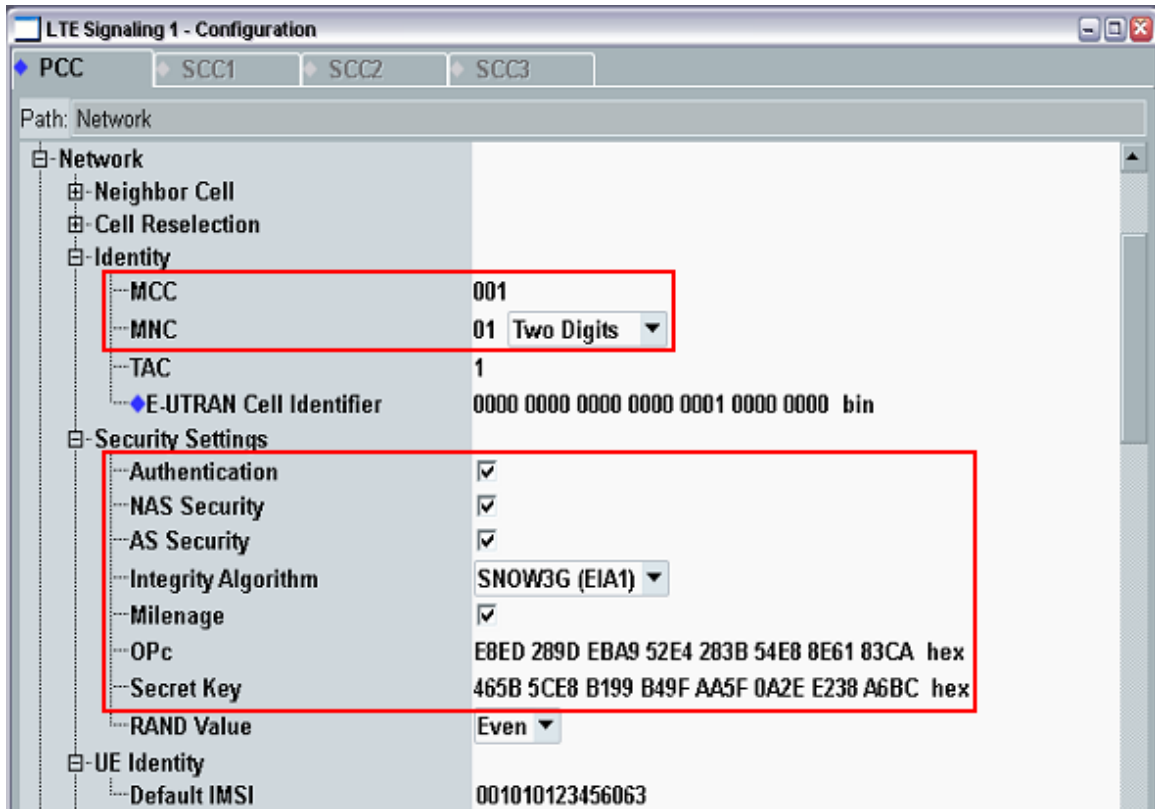 LTE Signaling 1 - Configuration
PCC SCC1 SCC2 SCC3
Path: Network
Network
Neighbor Cell
Cell Reselection
Identity
MCC 001
MNC 01 Two Digits
TAC 1
E-UTRAN Cell Identifier 0000 0000 0000 0000 0001 0000 0000 bin
Security Settings
Authentication
NAS Security
AS Security
Integrity Algorithm SNOW3G (EIA1)
Milenage
OPc E8ED 289D EBA9 52E4 283B 54E8 8E61 83CA hex
Secret Key 465B 5CE8 B199 B49F AA5F 0A2E E238 A6BC hex
RAND Value Even
UE Identity
Default IMSI 001010123456063